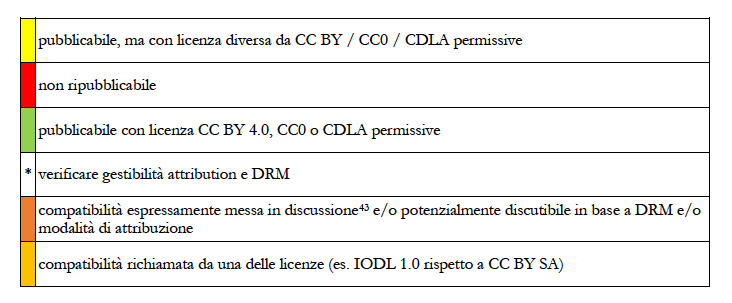 pubblicabile, ma con licenza diversa da CC BY / CC0 / CDLA permissive
non ripubblicabile
pubblicabile con licenza CC BY 4.0, CC0 o CDLA permissive
* verificare gestibilità attribution e DRM
compatibilità espressamente messa in discussione⁴³ e/o potenzialmente discutibile in base a DRM e/o
modalità di attribuzione
compatibilità richiamata da una delle licenze (es. IODL 1.0 rispetto a CC BY SA)